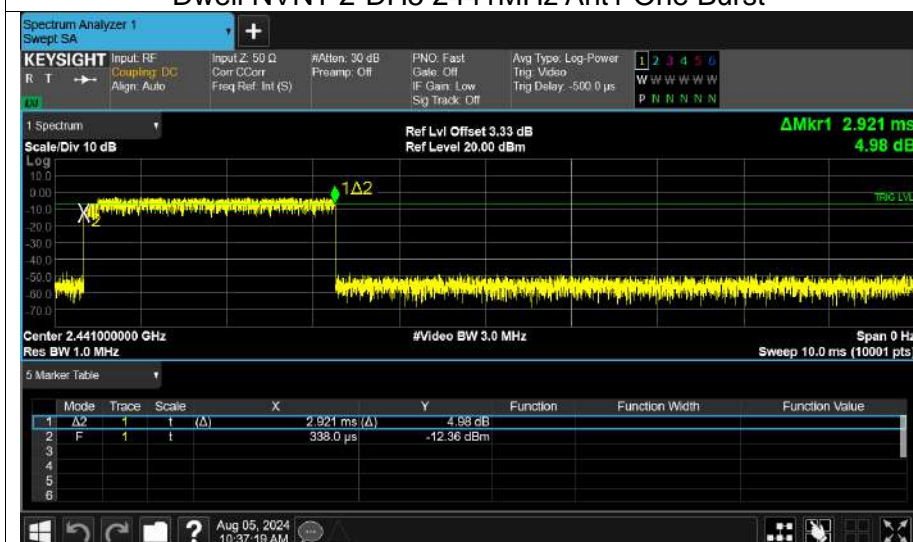 Dwell NVNT 2-DH5 2441MHz Ant1 One Burst
Spectrum Analyzer 1
Swept SA
+
KEYSIGHT Input: RF Input Z: 50 Ω #Atten: 30 dB PNO: Fast Avg Type: Log-Power 1 2 3 4 5 6
R T Coupling: DC Corr CCorr Preamp: Off Gate: Off Trig: Video W W W W W W
Align: Auto Freq Ref: Int (S) IF Gain: Low Trig Delay: -500.0 µs
Sig Track: Off P N N N N N
1 Spectrum Ref Lvl Offset 3.33 dB ΔMkr1 2.921 ms
Scale/Div 10 dB Ref Level 20.00 dBm 4.98 dB
Log
10.0
0.00 1Δ2
TRIG LVL
-10.0 X2
-20.0
-30.0
-40.0
-50.0
-60.0
-70.0
Center 2.441000000 GHz #Video BW 3.0 MHz Span 0 Hz
Res BW 1.0 MHz Sweep 10.0 ms (10001 pts)
5 Marker Table
Mode Trace Scale X Y Function Function Width Function Value
1 Δ2 1 t (Δ) 2.921 ms (Δ) 4.98 dB
2 F 1 t 338.0 µs -12.36 dBm
3
4
5
6
? Aug 05, 2024
10:37:19 AM